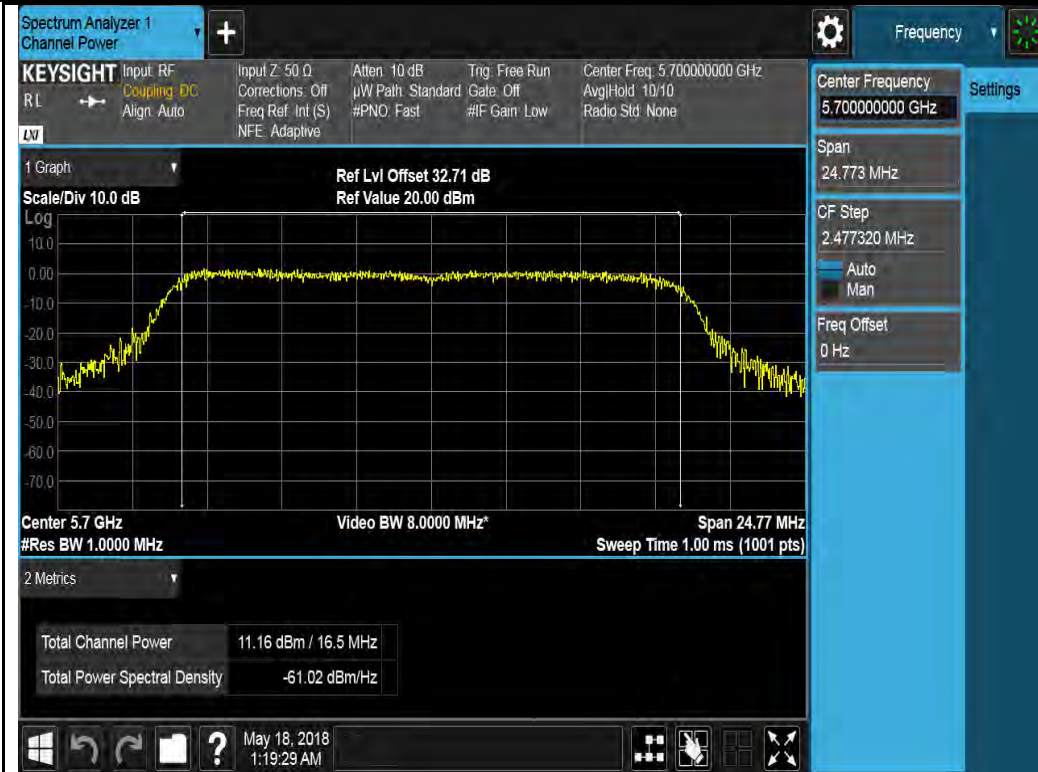 Spectrum Analyzer 1
Channel Power
+
Frequency
KEYSIGHT
RL
LXI
Input: RF
Coupling: DC
Align: Auto
Input Z: 50 Ω
Corrections: Off
Freq Ref: Int (S)
NFE: Adaptive
Atten: 10 dB
µW Path: Standard
#PNO: Fast
Trig: Free Run
Gate: Off
#IF Gain: Low
Center Freq: 5.700000000 GHz
Avg|Hold: 10/10
Radio Std: None
Center Frequency
5.700000000 GHz
Settings
Span
24.773 MHz
CF Step
2.477320 MHz
Auto
Man
Freq Offset
0 Hz
1 Graph
Scale/Div 10.0 dB
Ref Lvl Offset 32.71 dB
Ref Value 20.00 dBm
Log
10.0
0.00
-10.0
-20.0
-30.0
-40.0
-50.0
-60.0
-70.0
Center 5.7 GHz
#Res BW 1.0000 MHz
Video BW 8.0000 MHz*
Span 24.77 MHz
Sweep Time 1.00 ms (1001 pts)
2 Metrics
Total Channel Power 11.16 dBm / 16.5 MHz
Total Power Spectral Density -61.02 dBm/Hz
?
May 18, 2018
1:19:29 AM